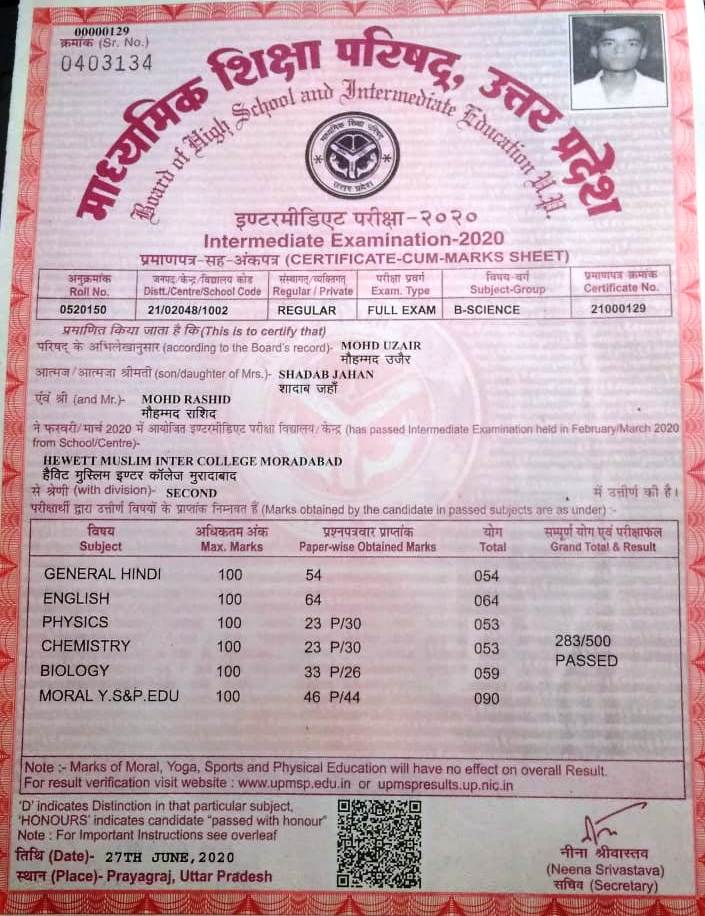 00000129
क्रमांक (Sr. No.)
0403134
माध्यमिक शिक्षा परिषद्, उत्तर प्रदेश
Board of High School and Intermediate Education U.P.
माध्यमिक शिक्षा परिषद
उत्तर प्रदेश
इण्टरमीडिएट परीक्षा-२०२०
Intermediate Examination-2020
प्रमाणपत्र-सह-अंकपत्र (CERTIFICATE-CUM-MARKS SHEET)
अनुक्रमांक जनपद/केन्द्र/विद्यालय कोड संस्थागत/व्यक्तिगत परीक्षा प्रवर्ग विषय-वर्ग प्रमाणपत्र क्रमांक
Roll No. Distt./Centre/School Code Regular / Private Exam. Type Subject-Group Certificate No.
0520150 21/02048/1002 REGULAR FULL EXAM B-SCIENCE 21000129
प्रमाणित किया जाता है कि(This is to certify that)
परिषद् के अभिलेखानुसार (according to the Board's record)- MOHD UZAIR
मौहम्मद उजैर
आत्मज/आत्मजा श्रीमती (son/daughter of Mrs.)- SHADAB JAHAN
शादाब जहाँ
एंवं श्री (and Mr.)- MOHD RASHID
मौहम्मद राशिद
ने फरवरी/मार्च 2020 में आयोजित इण्टरमीडिएट परीक्षा विद्यालय/केन्द्र (has passed Intermediate Examination held in February/March 2020
from School/Centre)-
HEWETT MUSLIM INTER COLLEGE MORADABAD
हैविट मुस्लिम इण्टर कॉलेज मुरादाबाद
से श्रेणी (with division)- SECOND में उत्तीर्ण की है।
परीक्षार्थी द्वारा उत्तीर्ण विषयों के प्राप्तांक निम्नवत हैं (Marks obtained by the candidate in passed subjects are as under) :-
विषय अधिकतम अंक प्रश्नपत्रवार प्राप्तांक योग सम्पूर्ण योग एवं परीक्षाफल
Subject Max. Marks Paper-wise Obtained Marks Total Grand Total & Result
GENERAL HINDI 100 54 054
ENGLISH 100 64 064
PHYSICS 100 23 P/30 053
CHEMISTRY 100 23 P/30 053 283/500
PASSED
BIOLOGY 100 33 P/26 059
MORAL Y.S&P.EDU 100 46 P/44 090
Note :- Marks of Moral, Yoga, Sports and Physical Education will have no effect on overall Result.
For result verification visit website : www.upmsp.edu.in or upmspresults.up.nic.in
'D' indicates Distinction in that particular subject,
'HONOURS' indicates candidate "passed with honour"
Note : For Important Instructions see overleaf
तिथि (Date)- 27TH JUNE,2020
स्थान (Place)- Prayagraj, Uttar Pradesh
नीना श्रीवास्तव
(Neena Srivastava)
सचिव (Secretary)